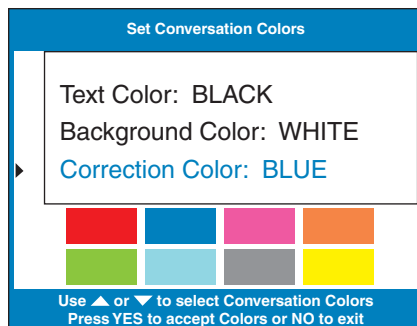 Set Conversation Colors
Text Color: BLACK
Background Color: WHITE
Correction Color: BLUE
Use ▲ or ▼ to select Conversation Colors
Press YES to accept Colors or NO to exit